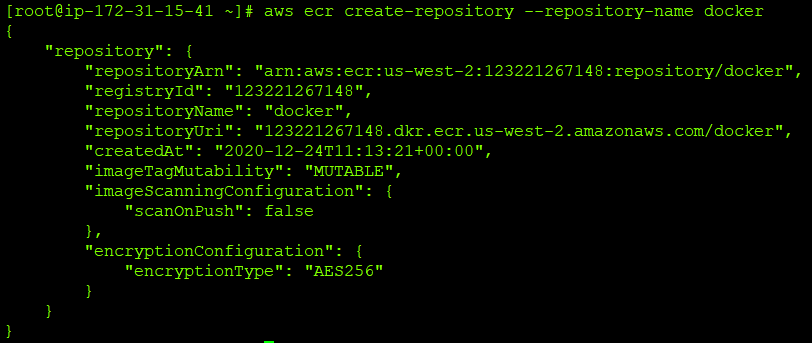 [root@ip-172-31-15-41 ~]# aws ecr create-repository --repository-name docker
{
    "repository": {
        "repositoryArn": "arn:aws:ecr:us-west-2:123221267148:repository/docker",
        "registryId": "123221267148",
        "repositoryName": "docker",
        "repositoryUri": "123221267148.dkr.ecr.us-west-2.amazonaws.com/docker",
        "createdAt": "2020-12-24T11:13:21+00:00",
        "imageTagMutability": "MUTABLE",
        "imageScanningConfiguration": {
            "scanOnPush": false
        },
        "encryptionConfiguration": {
            "encryptionType": "AES256"
        }
    }
}